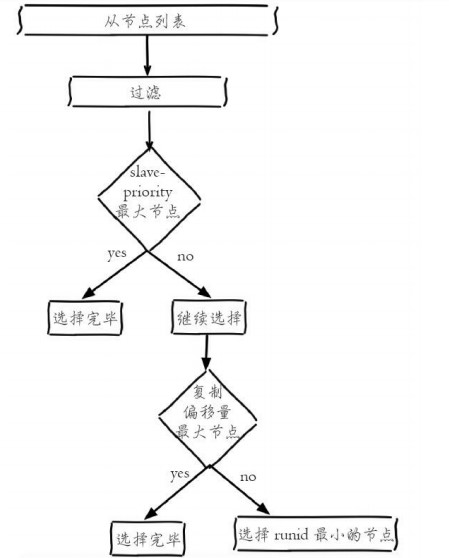 从节点列表
过滤
slave-
priority
最大节点
yes
no
选择完毕
继续选择
复制
偏移量
最大节点
yes
no
选择完毕
选择 runid 最小的节点